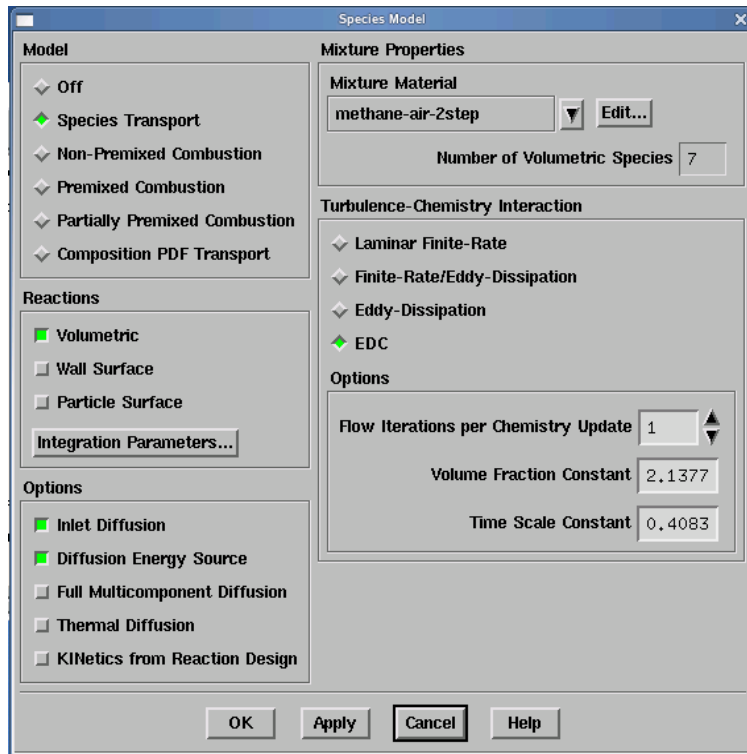 Species Model
Model
Off
Species Transport
Non-Premixed Combustion
Premixed Combustion
Partially Premixed Combustion
Composition PDF Transport
Reactions
Volumetric
Wall Surface
Particle Surface
Integration Parameters...
Options
Inlet Diffusion
Diffusion Energy Source
Full Multicomponent Diffusion
Thermal Diffusion
KINetics from Reaction Design
Mixture Properties
Mixture Material
methane-air-2step
Edit...
Number of Volumetric Species 7
Turbulence-Chemistry Interaction
Laminar Finite-Rate
Finite-Rate/Eddy-Dissipation
Eddy-Dissipation
EDC
Options
Flow Iterations per Chemistry Update 1
Volume Fraction Constant 2.1377
Time Scale Constant 0.4083
OK Apply Cancel Help